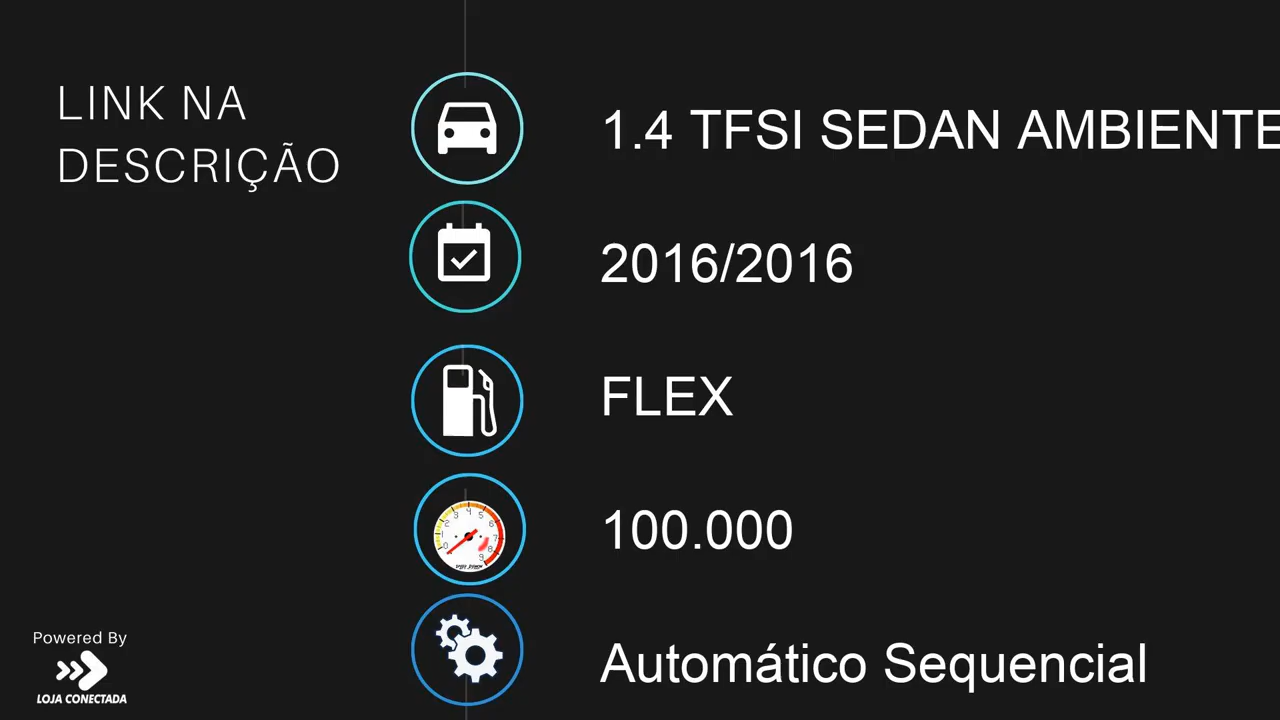 LINK NA
DESCRIÇÃO
1.4 TFSI SEDAN AMBIENTE
2016/2016
FLEX
100.000
Automático Sequencial
Powered By
LOJA CONECTADA